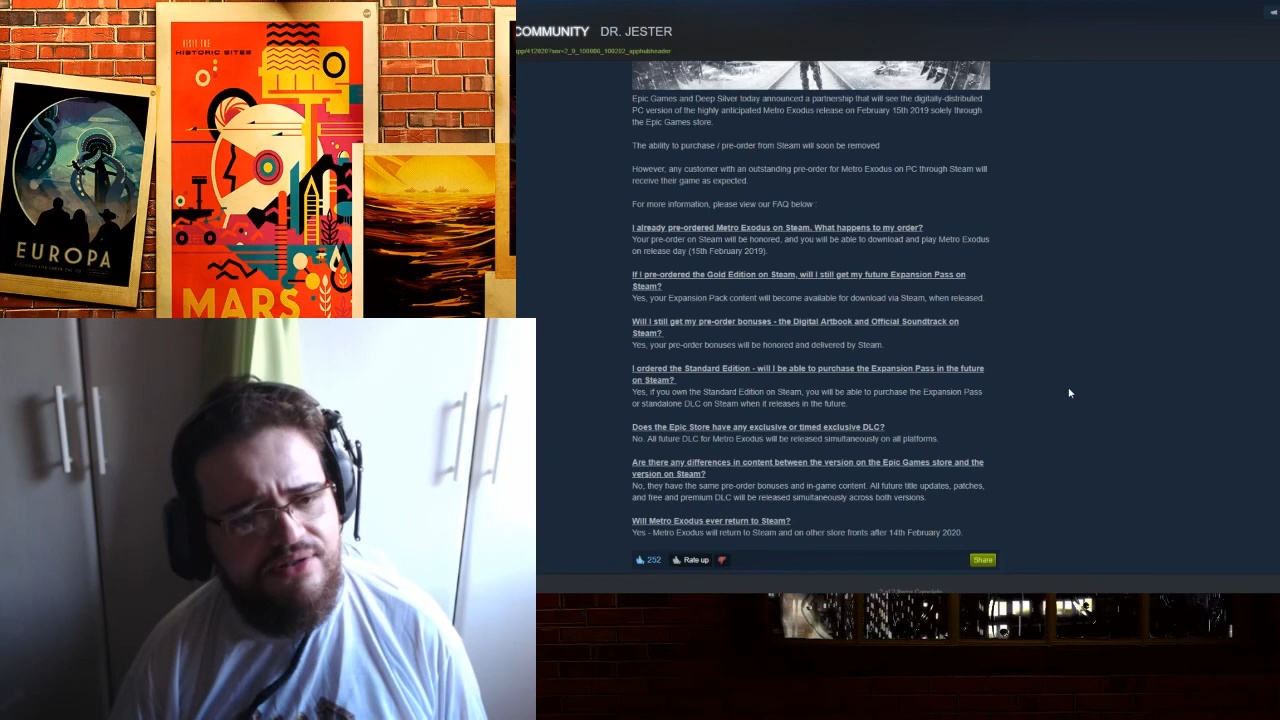 VISIT THE
HISTORIC SITES
MARS
EUROPA
COMMUNITY DR. JESTER
app/412020?snr=2_9_100006_100202_apphubheader
Epic Games and Deep Silver today announced a partnership that will see the digitally-distributed
PC version of the highly anticipated Metro Exodus release on February 15th 2019 solely through
the Epic Games store.
The ability to purchase / pre-order from Steam will soon be removed
However, any customer with an outstanding pre-order for Metro Exodus on PC through Steam will
receive their game as expected.
For more information, please view our FAQ below :
I already pre-ordered Metro Exodus on Steam. What happens to my order?
Your pre-order on Steam will be honored, and you will be able to download and play Metro Exodus
on release day (15th February 2019).
If I pre-ordered the Gold Edition on Steam, will I still get my future Expansion Pass on
Steam?
Yes, your Expansion Pack content will become available for download via Steam, when released.
Will I still get my pre-order bonuses - the Digital Artbook and Official Soundtrack on
Steam?
Yes, your pre-order bonuses will be honored and delivered by Steam.
I ordered the Standard Edition - will I be able to purchase the Expansion Pass in the future
on Steam?
Yes, if you own the Standard Edition on Steam, you will be able to purchase the Expansion Pass
or standalone DLC on Steam when it releases in the future.
Does the Epic Store have any exclusive or timed exclusive DLC?
No. All future DLC for Metro Exodus will be released simultaneously on all platforms.
Are there any differences in content between the version on the Epic Games store and the
version on Steam?
No, they have the same pre-order bonuses and in-game content. All future title updates, patches,
and free and premium DLC will be released simultaneously across both versions.
Will Metro Exodus ever return to Steam?
Yes - Metro Exodus will return to Steam and on other store fronts after 14th February 2020.
252 Rate up Share